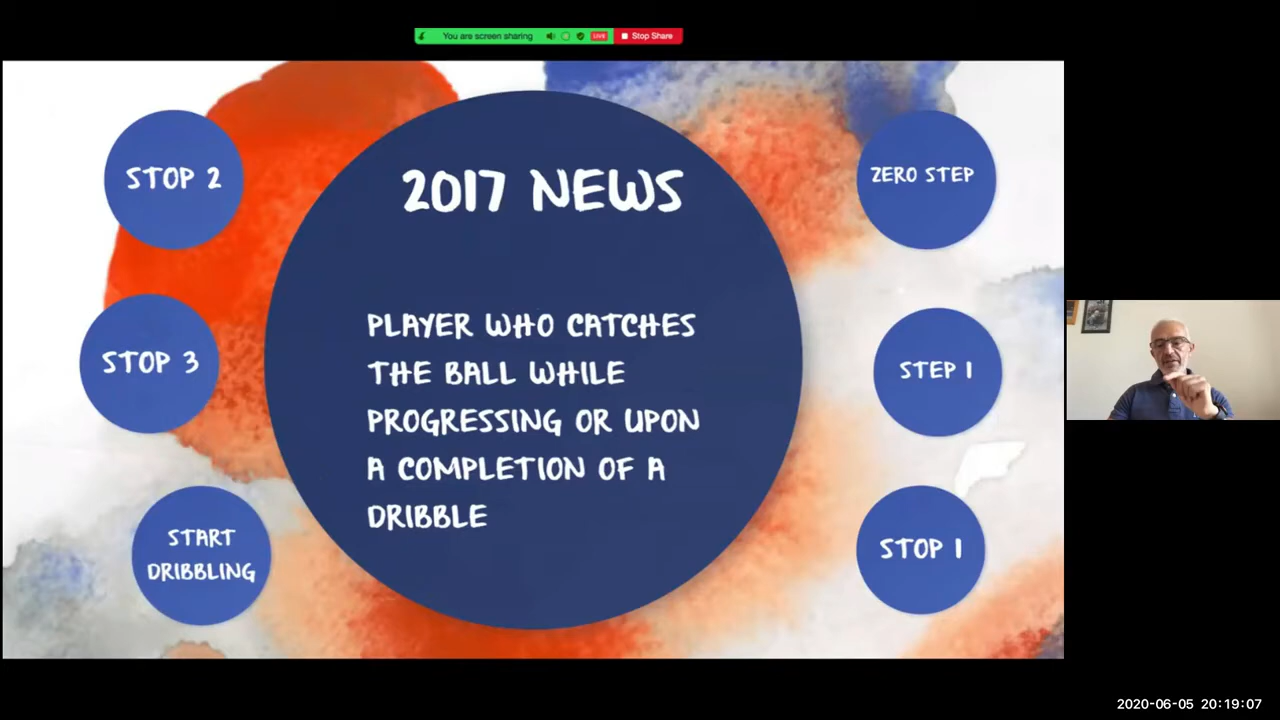 You are screen sharing
LIVE
Stop Share
STOP 2
STOP 3
START
DRIBBLING
2017 NEWS
PLAYER WHO CATCHES
THE BALL WHILE
PROGRESSING OR UPON
A COMPLETION OF A
DRIBBLE
ZERO STEP
STEP 1
STOP 1
2020-06-05 20:19:07